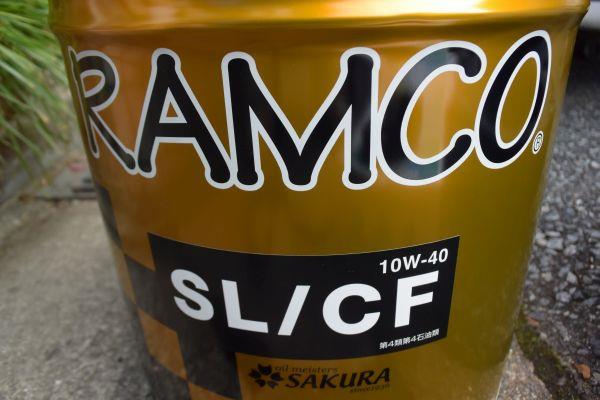 RAMCO®
10W-40
SL/CF
第4類第4石油類
oil meisters
SAKURA